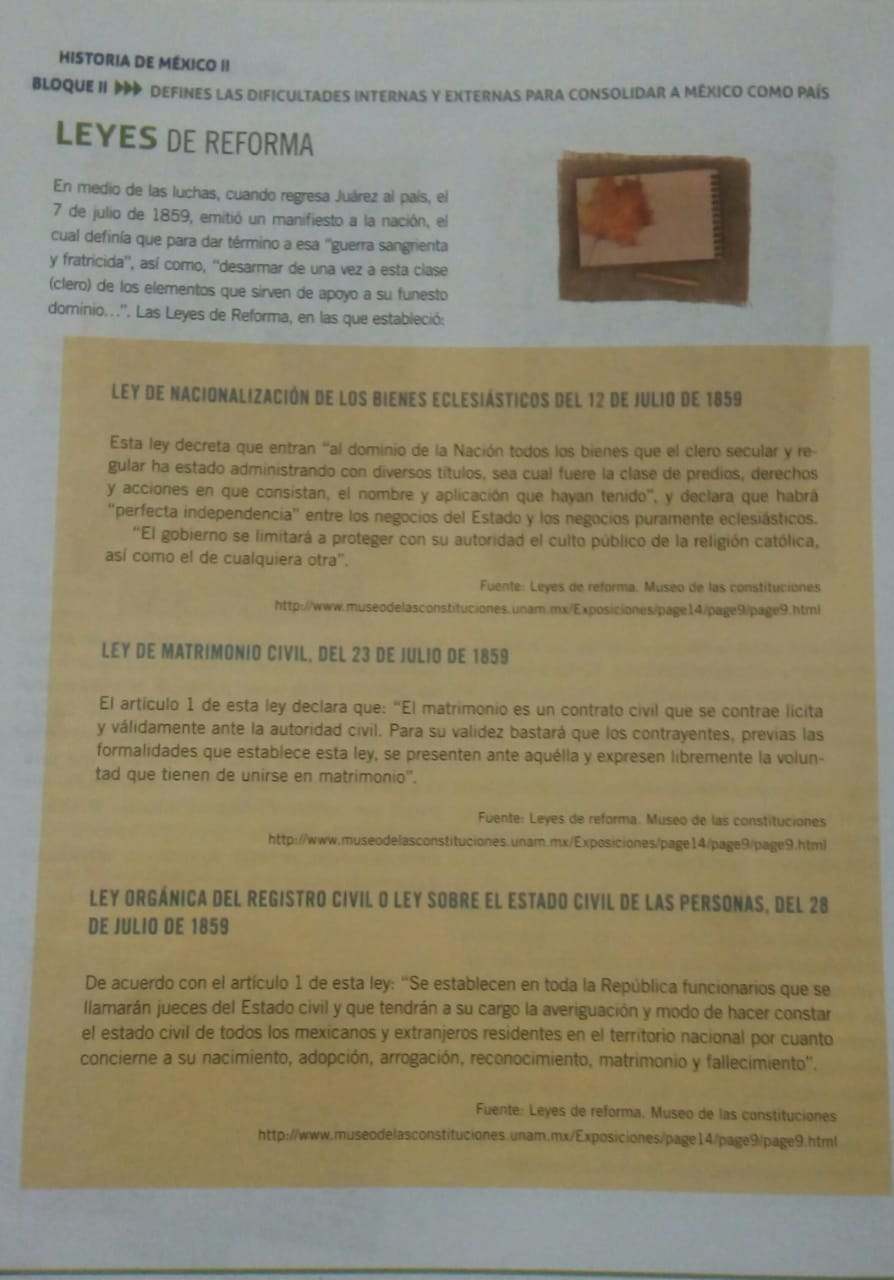 HISTORIA DE MÉXICO II
BLOQUE II DEFINES LAS DIFICULTADES INTERNAS Y EXTERNAS PARA CONSOLIDAR A MÉXICO COMO PAÍS
LEYES DE REFORMA
En medio de las luchas, cuando regresa Juárez al país, el
7 de julio de 1859, emitió un manifiesto a la nación, el
cual definía que para dar término a esa “guerra sangrienta
y fratricida”, así como, “desarmar de una vez a esta clase
(clero) de los elementos que sirven de apoyo a su funesto
dominio...”. Las Leyes de Reforma, en las que estableció:
LEY DE NACIONALIZACIÓN DE LOS BIENES ECLESIÁSTICOS DEL 12 DE JULIO DE 1859
Esta ley decreta que entran “al dominio de la Nación todos los bienes que el clero secular y re-
gular ha estado administrando con diversos títulos, sea cual fuere la clase de predios, derechos
y acciones en que consistan, el nombre y aplicación que hayan tenido”, y declara que habrá
“perfecta independencia” entre los negocios del Estado y los negocios puramente eclesiásticos.
“El gobierno se limitará a proteger con su autoridad el culto público de la religión católica,
así como el de cualquiera otra”.
Fuente: Leyes de reforma. Museo de las constituciones
http://www.museodelasconstituciones.unam.mx/Exposiciones/page14/page9/page9.html
LEY DE MATRIMONIO CIVIL, DEL 23 DE JULIO DE 1859
El artículo 1 de esta ley declara que: “El matrimonio es un contrato civil que se contrae lícita
y válidamente ante la autoridad civil. Para su validez bastará que los contrayentes, previas las
formalidades que establece esta ley, se presenten ante aquélla y expresen libremente la volun-
tad que tienen de unirse en matrimonio”.
Fuente: Leyes de reforma. Museo de las constituciones
http://www.museodelasconstituciones.unam.mx/Exposiciones/page14/page9/page9.html
LEY ORGÁNICA DEL REGISTRO CIVIL O LEY SOBRE EL ESTADO CIVIL DE LAS PERSONAS, DEL 28
DE JULIO DE 1859
De acuerdo con el artículo 1 de esta ley: “Se establecen en toda la República funcionarios que se
llamarán jueces del Estado civil y que tendrán a su cargo la averiguación y modo de hacer constar
el estado civil de todos los mexicanos y extranjeros residentes en el territorio nacional por cuanto
concierne a su nacimiento, adopción, arrogación, reconocimiento, matrimonio y fallecimiento”.
Fuente: Leyes de reforma. Museo de las constituciones
http://www.museodelasconstituciones.unam.mx/Exposiciones/page14/page9/page9.html